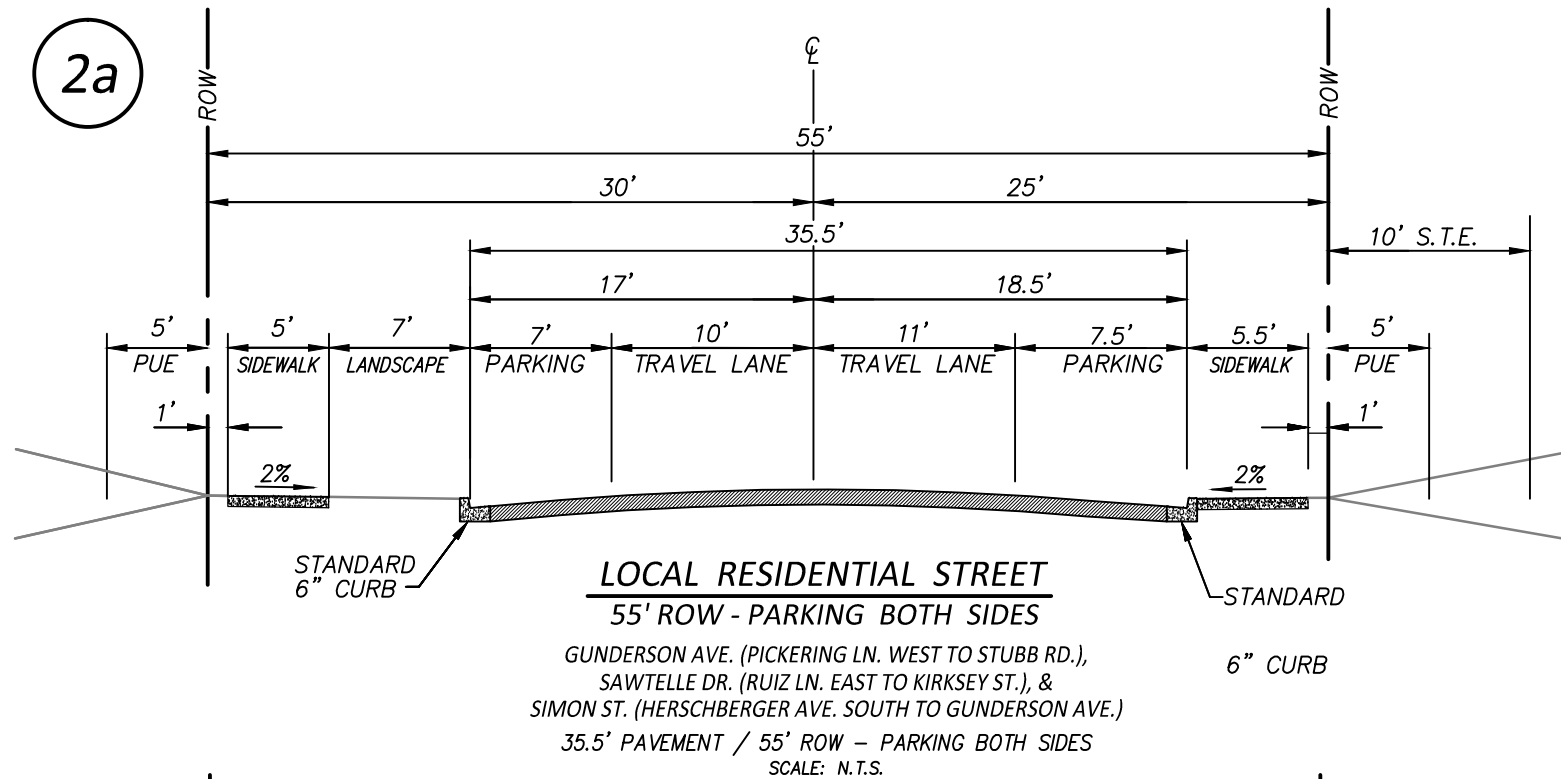 2a
ROW
℄
ROW
55'
30' 25'
35.5'
10' S.T.E.
17' 18.5'
5' 5' 7' 7' 10' 11' 7.5' 5.5' 5'
PUE SIDEWALK LANDSCAPE PARKING TRAVEL LANE TRAVEL LANE PARKING SIDEWALK PUE
1' 1'
2% 2%
STANDARD
6" CURB
LOCAL RESIDENTIAL STREET
55' ROW - PARKING BOTH SIDES
STANDARD
6" CURB
GUNDERSON AVE. (PICKERING LN. WEST TO STUBB RD.),
SAWTELLE DR. (RUIZ LN. EAST TO KIRKSEY ST.), &
SIMON ST. (HERSCHBERGER AVE. SOUTH TO GUNDERSON AVE.)
35.5' PAVEMENT / 55' ROW – PARKING BOTH SIDES
SCALE: N.T.S.